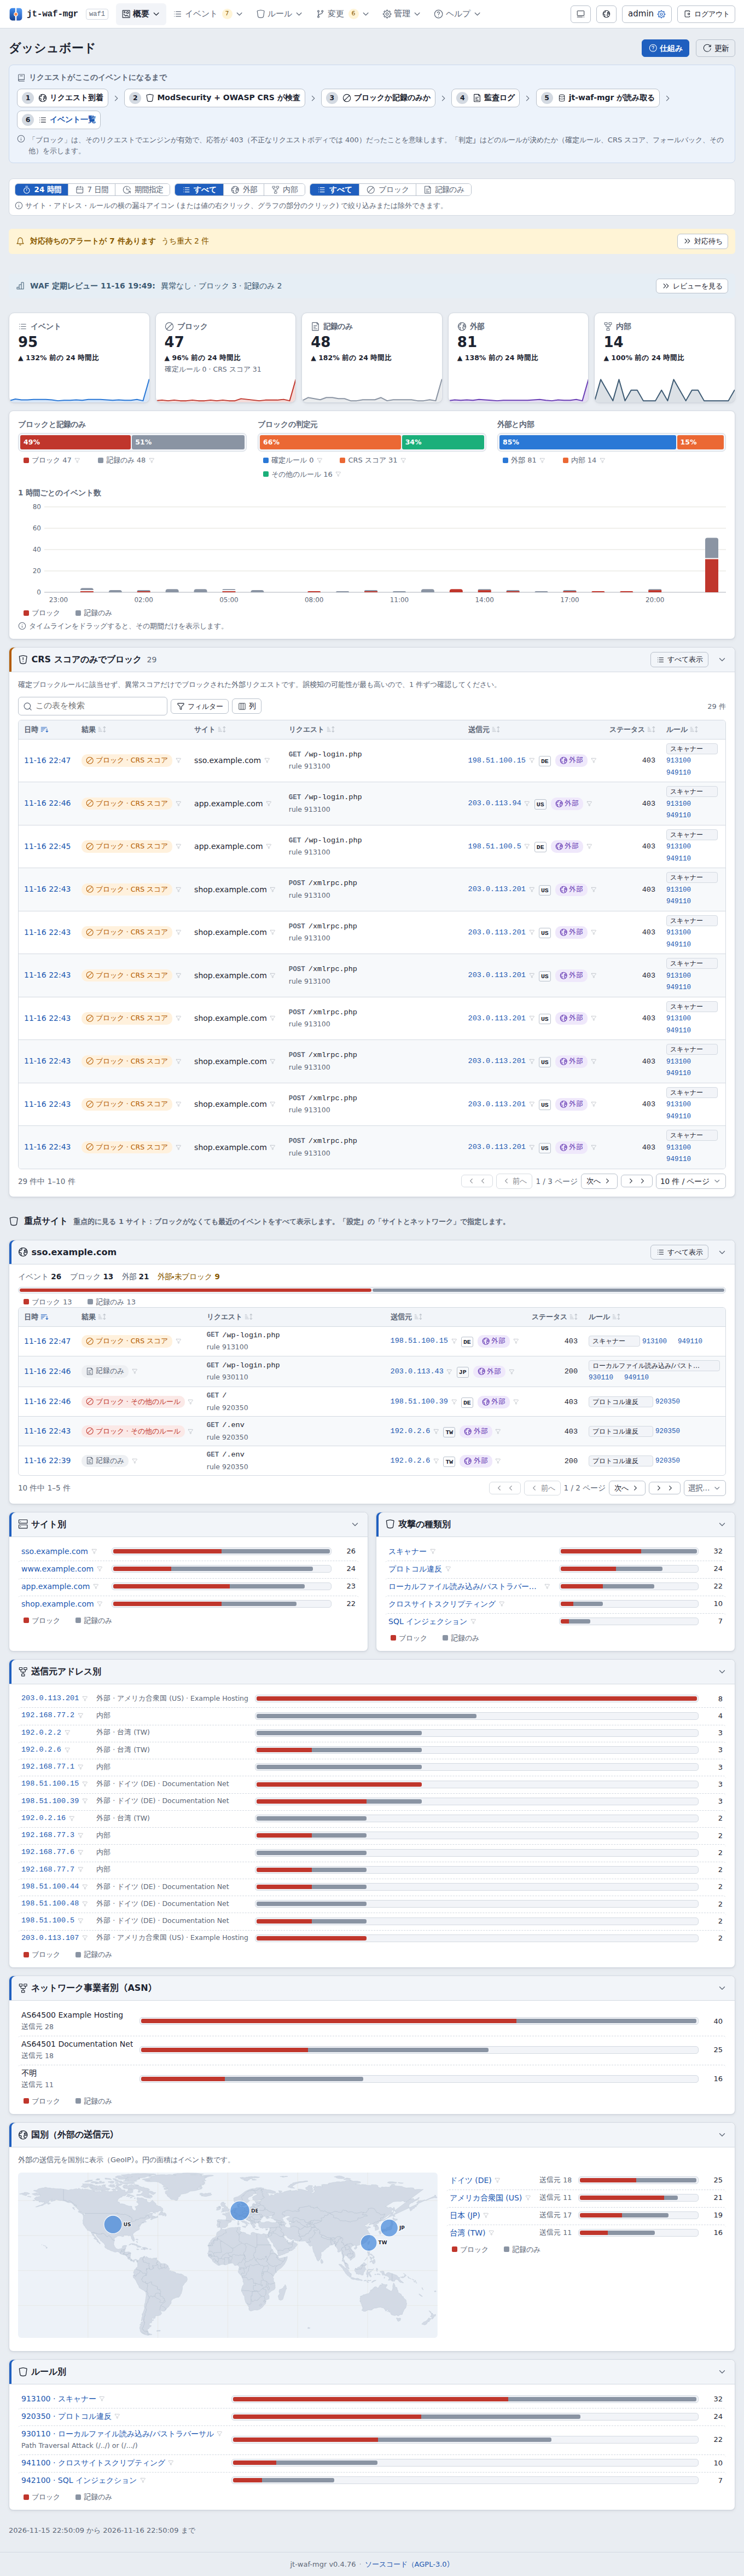 jt-waf-mgr waf1 概要 イベント 7 ルール 変更 6 管理 ヘルプ admin ログアウト
ダッシュボード 仕組み 更新
リクエストがここのイベントになるまで
1 リクエスト到着 2 ModSecurity + OWASP CRS が検査 3 ブロックか記録のみか 4 監査ログ 5 jt-waf-mgr が読み取る
6 イベント一覧
「ブロック」は、そのリクエストでエンジンが有効で、応答が 403（不正なリクエストボディでは 400）だったことを意味します。「判定」はどのルールが決めたか（確定ルール、CRS スコア、フォールバック、その
他）を示します。
24 時間 7 日間 期間指定 すべて 外部 内部 すべて ブロック 記録のみ
サイト・アドレス・ルールの横の漏斗アイコン (または値の右クリック、グラフの部分のクリック) で絞り込みまたは除外できます。
対応待ちのアラートが 7 件あります うち重大 2 件 対応待ち
WAF 定期レビュー 11-16 19:49: 異常なし · ブロック 3 · 記録のみ 2 レビューを見る
イベント
95
▲ 132% 前の 24 時間比
ブロック
47
▲ 96% 前の 24 時間比
確定ルール 0 · CRS スコア 31
記録のみ
48
▲ 182% 前の 24 時間比
外部
81
▲ 138% 前の 24 時間比
内部
14
▲ 100% 前の 24 時間比
ブロックと記録のみ
49% 51%
ブロック 47 記録のみ 48
ブロックの判定元
66% 34%
確定ルール 0 CRS スコア 31
その他のルール 16
外部と内部
85% 15%
外部 81 内部 14
1 時間ごとのイベント数
80
60
40
20
0
23:00 02:00 05:00 08:00 11:00 14:00 17:00 20:00
ブロック 記録のみ
タイムラインをドラッグすると、その期間だけを表示します。
CRS スコアのみでブロック 29 すべて表示
確定ブロックルールに該当せず、異常スコアだけでブロックされた外部リクエストです。誤検知の可能性が最も高いので、1 件ずつ確認してください。
この表を検索 フィルター 列 29 件
日時 結果 サイト リクエスト 送信元 ステータス ルール
11-16 22:47 ブロック · CRS スコア sso.example.com GET /wp-login.php rule 913100 198.51.100.15 DE 外部 403 スキャナー 913100 949110
11-16 22:46 ブロック · CRS スコア app.example.com GET /wp-login.php rule 913100 203.0.113.94 US 外部 403 スキャナー 913100 949110
11-16 22:45 ブロック · CRS スコア app.example.com GET /wp-login.php rule 913100 198.51.100.5 DE 外部 403 スキャナー 913100 949110
11-16 22:43 ブロック · CRS スコア shop.example.com POST /xmlrpc.php rule 913100 203.0.113.201 US 外部 403 スキャナー 913100 949110
11-16 22:43 ブロック · CRS スコア shop.example.com POST /xmlrpc.php rule 913100 203.0.113.201 US 外部 403 スキャナー 913100 949110
11-16 22:43 ブロック · CRS スコア shop.example.com POST /xmlrpc.php rule 913100 203.0.113.201 US 外部 403 スキャナー 913100 949110
11-16 22:43 ブロック · CRS スコア shop.example.com POST /xmlrpc.php rule 913100 203.0.113.201 US 外部 403 スキャナー 913100 949110
11-16 22:43 ブロック · CRS スコア shop.example.com POST /xmlrpc.php rule 913100 203.0.113.201 US 外部 403 スキャナー 913100 949110
11-16 22:43 ブロック · CRS スコア shop.example.com POST /xmlrpc.php rule 913100 203.0.113.201 US 外部 403 スキャナー 913100 949110
11-16 22:43 ブロック · CRS スコア shop.example.com POST /xmlrpc.php rule 913100 203.0.113.201 US 外部 403 スキャナー 913100 949110
29 件中 1–10 件 前へ 1 / 3 ページ 次へ 10 件 / ページ
重点サイト 重点的に見る 1 サイト：ブロックがなくても最近のイベントをすべて表示します。「設定」の「サイトとネットワーク」で指定します。
sso.example.com すべて表示
イベント 26 ブロック 13 外部 21 外部·未ブロック 9
ブロック 13 記録のみ 13
日時 結果 リクエスト 送信元 ステータス ルール
11-16 22:47 ブロック · CRS スコア GET /wp-login.php rule 913100 198.51.100.15 DE 外部 403 スキャナー 913100 949110
11-16 22:46 記録のみ GET /wp-login.php rule 930110 203.0.113.43 JP 外部 200 ローカルファイル読み込み/パスト… 930110 949110
11-16 22:46 ブロック · その他のルール GET / rule 920350 198.51.100.39 DE 外部 403 プロトコル違反 920350
11-16 22:43 ブロック · その他のルール GET /.env rule 920350 192.0.2.6 TW 外部 403 プロトコル違反 920350
11-16 22:39 記録のみ GET /.env rule 920350 192.0.2.6 TW 外部 200 プロトコル違反 920350
10 件中 1–5 件 前へ 1 / 2 ページ 次へ 選択…
サイト別
sso.example.com 26
www.example.com 24
app.example.com 23
shop.example.com 22
ブロック 記録のみ
攻撃の種類別
スキャナー 32
プロトコル違反 24
ローカルファイル読み込み/パストラバー… 22
クロスサイトスクリプティング 10
SQL インジェクション 7
ブロック 記録のみ
送信元アドレス別
203.0.113.201 外部 · アメリカ合衆国 (US) · Example Hosting 8
192.168.77.2 内部 4
192.0.2.2 外部 · 台湾 (TW) 3
192.0.2.6 外部 · 台湾 (TW) 3
192.168.77.1 内部 3
198.51.100.15 外部 · ドイツ (DE) · Documentation Net 3
198.51.100.39 外部 · ドイツ (DE) · Documentation Net 3
192.0.2.16 外部 · 台湾 (TW) 2
192.168.77.3 内部 2
192.168.77.6 内部 2
192.168.77.7 内部 2
198.51.100.44 外部 · ドイツ (DE) · Documentation Net 2
198.51.100.48 外部 · ドイツ (DE) · Documentation Net 2
198.51.100.5 外部 · ドイツ (DE) · Documentation Net 2
203.0.113.107 外部 · アメリカ合衆国 (US) · Example Hosting 2
ブロック 記録のみ
ネットワーク事業者別（ASN）
AS64500 Example Hosting 40
送信元 28
AS64501 Documentation Net 25
送信元 18
不明 16
送信元 11
ブロック 記録のみ
国別（外部の送信元）
外部の送信元を国別に表示（GeoIP）。円の面積はイベント数です。
US DE JP TW
ドイツ (DE) 送信元 18 25
アメリカ合衆国 (US) 送信元 11 21
日本 (JP) 送信元 17 19
台湾 (TW) 送信元 11 16
ブロック 記録のみ
ルール別
913100 · スキャナー 32
920350 · プロトコル違反 24
930110 · ローカルファイル読み込み/パストラバーサル 22
Path Traversal Attack (/../) or (/.../)
941100 · クロスサイトスクリプティング 10
942100 · SQL インジェクション 7
ブロック 記録のみ
2026-11-15 22:50:09 から 2026-11-16 22:50:09 まで
jt-waf-mgr v0.4.76 · ソースコード（AGPL-3.0）